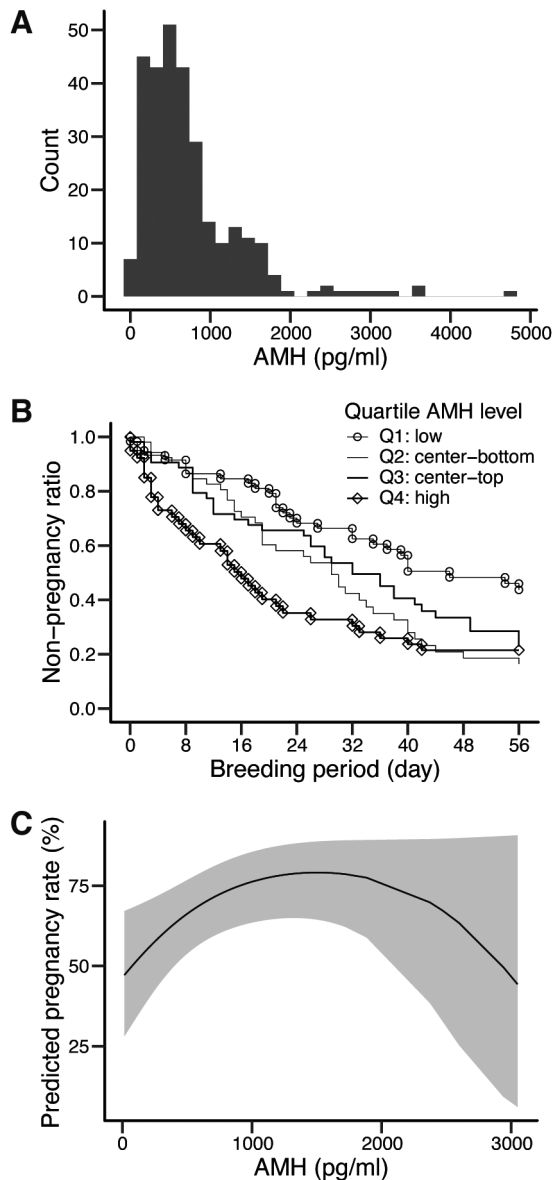 A
Count
50
40
30
20
10
0
0 1000 2000 3000 4000 5000
AMH (pg/ml)
B
Quartile AMH level
Q1: low
Q2: center−bottom
Q3: center−top
Q4: high
Non-pregnancy ratio
1.0
0.8
0.6
0.4
0.2
0.0
0 8 16 24 32 40 48 56
Breeding period (day)
C
Predicted pregnancy rate (%)
75
50
25
0 1000 2000 3000
AMH (pg/ml)